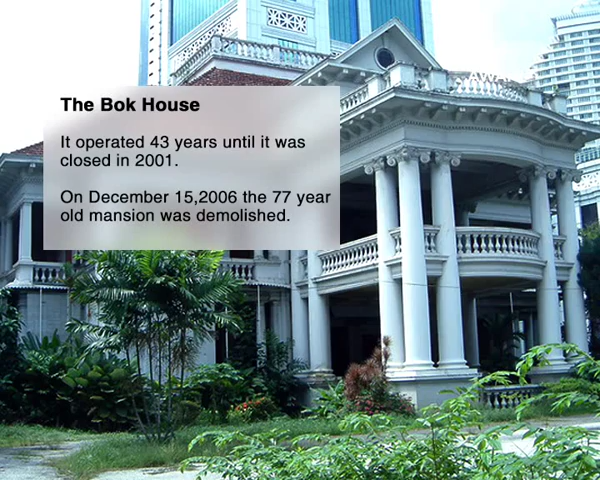 The Bok House
It operated 43 years until it was
closed in 2001.
On December 15,2006 the 77 year
old mansion was demolished.